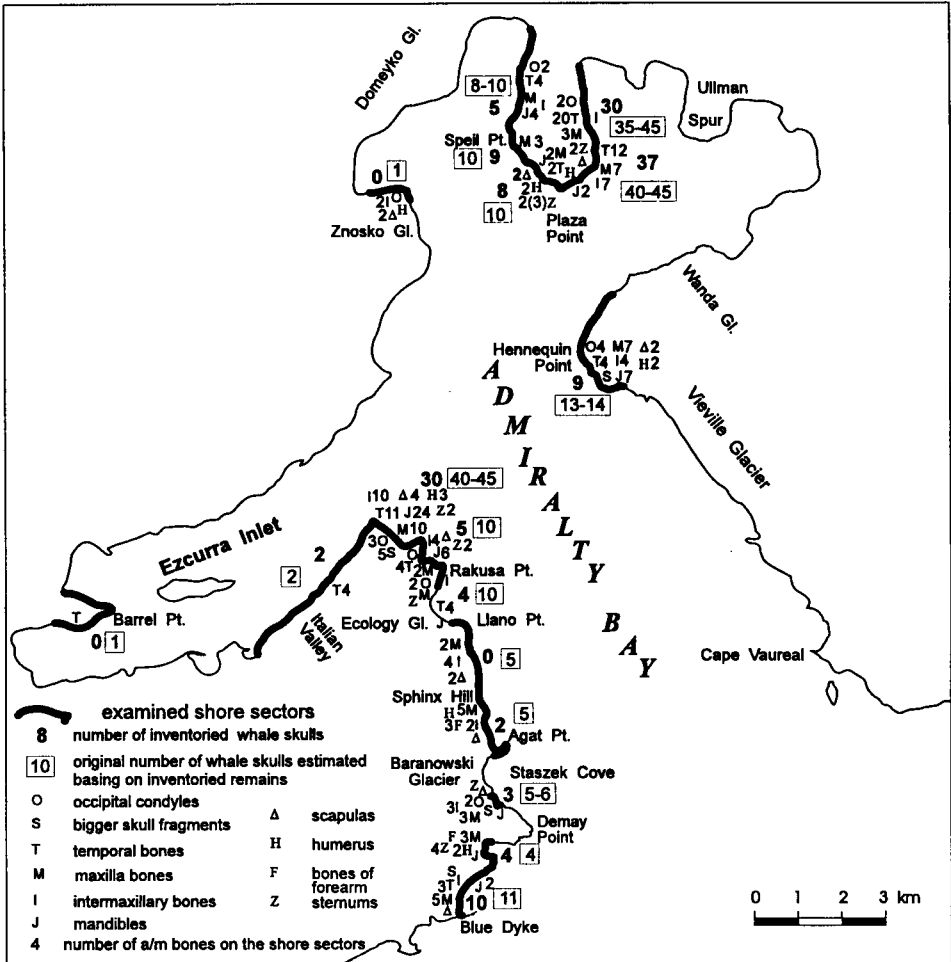 Domeyko Gl.
O2
T4
8-10
M
I
5
J4
Ullman
Spur
2O
30
20T
I
35-45
3M
Speil Pt.
M3
10
9
2Z
T12
37
J
2M
Δ
M7
2T
H
2Δ
I7
40-45
8
2H
J2
10
2(3)Z
Plaza
Point
0
1
2I
O
2Δ
H
Znosko Gl.
Wanda Gl.
Hennequin
Point
O4 M7 Δ2
T4 I4 H2
S J7
9
13-14
Vieville Glacier
ADMIRALTY
BAY
30
40-45
I10 Δ4 H3
T11 J24 Z2
M10
5
10
3O
I4 Δ
5S
Z2
O
J6
4T
2M
Rakusa Pt.
2O
I
M
4
10
Z
T4
Ezcurra Inlet
2
2
T4
T
Barrel Pt.
0
1
Italian
Valley
Ecology Gl.
J
Llano Pt.
2M
0
5
4I
2Δ
Cape Vaureal
Sphinx Hill
5M
H
5
3F 2I
2
Δ
Agat Pt.
Baranowski
Glacier
Staszek Cove
Z
Δ
3
5-6
2O
3I
S
J
3M
Demay
Point
F 3M
4Z 2H
J
4
4
S
I
3T
J2
5M
10
11
Δ
Blue Dyke
examined shore sectors
8 number of inventoried whale skulls
10 original number of whale skulls estimated
basing on inventoried remains
O occipital condyles
S bigger skull fragments
T temporal bones
M maxilla bones
I intermaxillary bones
J mandibles
4 number of a/m bones on the shore sectors
Δ scapulas
H humerus
F bones of
forearm
Z sternums
0 1 2 3 km